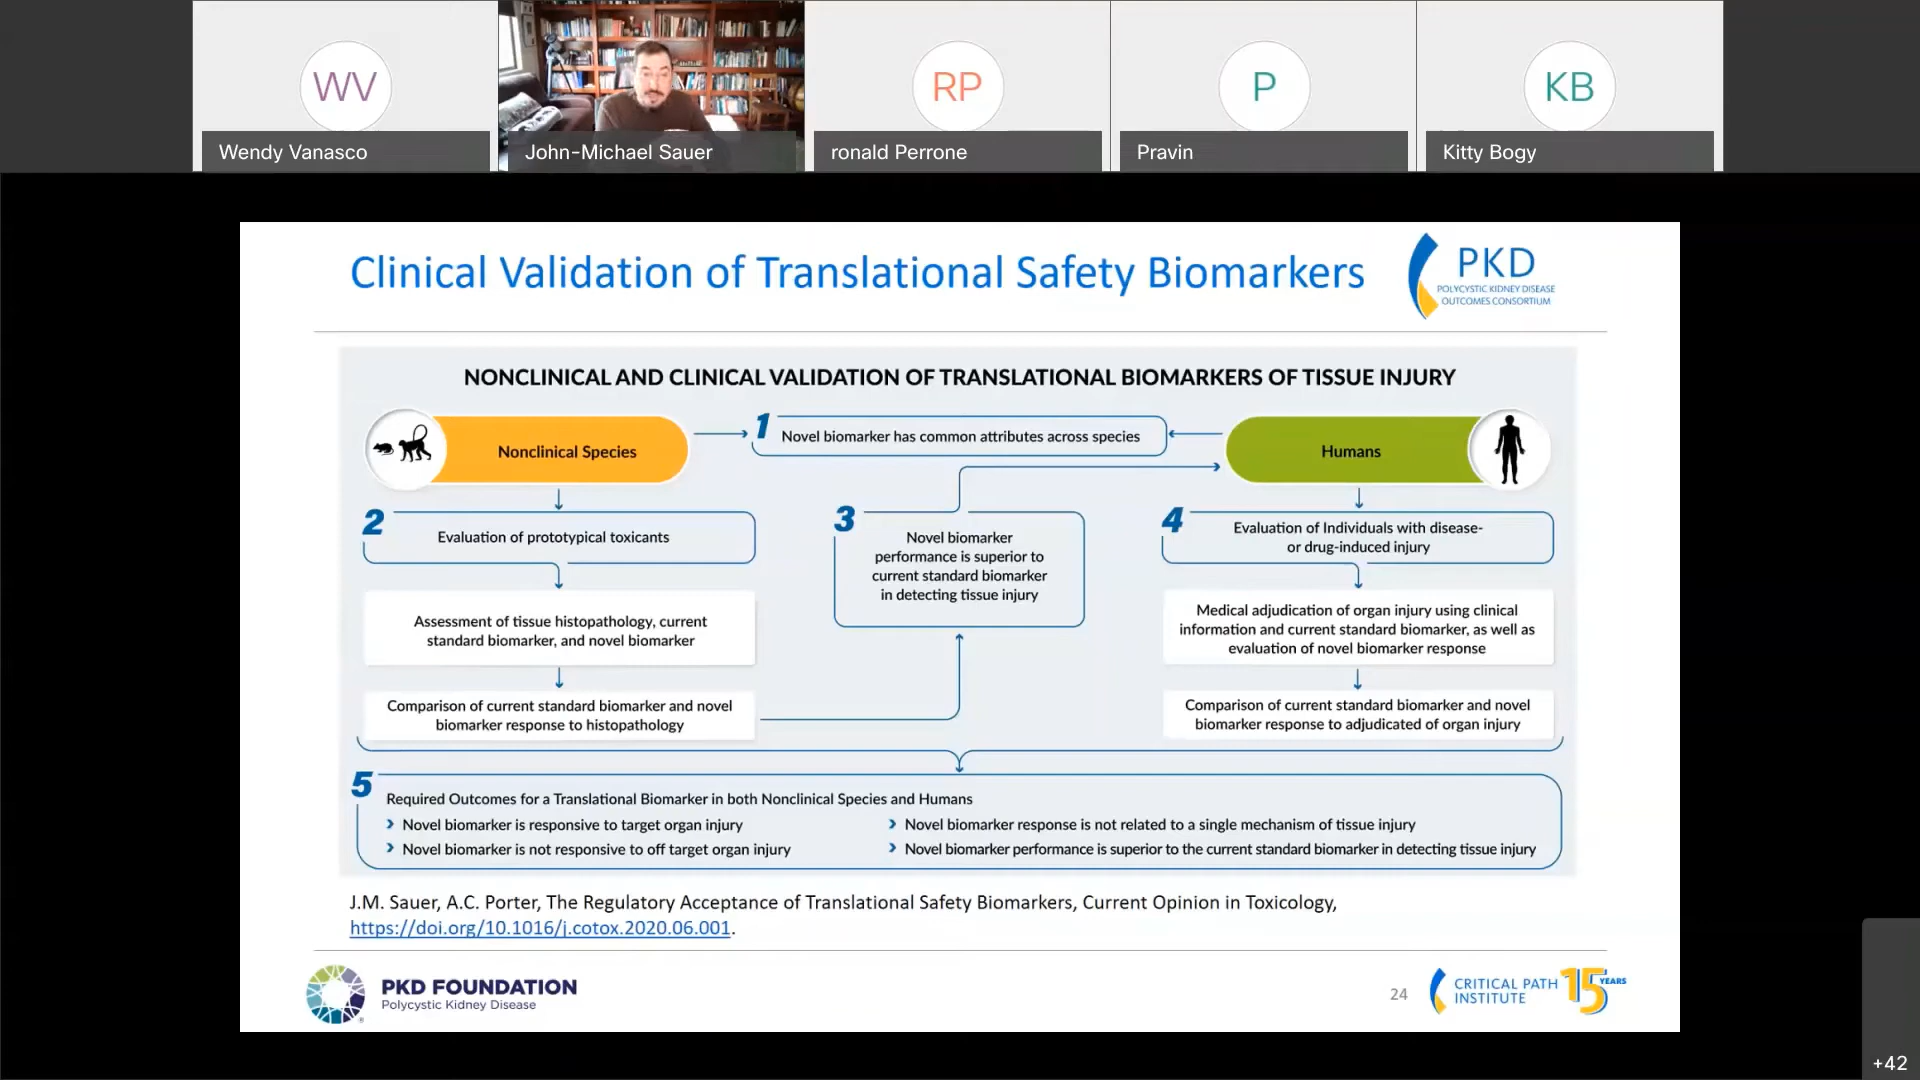 WV
RP
P
KB
Wendy Vanasco
John-Michael Sauer
ronald Perrone
Pravin
Kitty Bogy
Clinical Validation of Translational Safety Biomarkers
PKD
POLYCYSTIC KIDNEY DISEASE
OUTCOMES CONSORTIUM
NONCLINICAL AND CLINICAL VALIDATION OF TRANSLATIONAL BIOMARKERS OF TISSUE INJURY
Nonclinical Species
1
Novel biomarker has common attributes across species
Humans
2
Evaluation of prototypical toxicants
Assessment of tissue histopathology, current
standard biomarker, and novel biomarker
Comparison of current standard biomarker and novel
biomarker response to histopathology
3
Novel biomarker
performance is superior to
current standard biomarker
in detecting tissue injury
4
Evaluation of Individuals with disease-
or drug-induced injury
Medical adjudication of organ injury using clinical
information and current standard biomarker, as well as
evaluation of novel biomarker response
Comparison of current standard biomarker and novel
biomarker response to adjudicated of organ injury
5
Required Outcomes for a Translational Biomarker in both Nonclinical Species and Humans
Novel biomarker is responsive to target organ injury
Novel biomarker is not responsive to off target organ injury
Novel biomarker response is not related to a single mechanism of tissue injury
Novel biomarker performance is superior to the current standard biomarker in detecting tissue injury
J.M. Sauer, A.C. Porter, The Regulatory Acceptance of Translational Safety Biomarkers, Current Opinion in Toxicology,
https://doi.org/10.1016/j.cotox.2020.06.001.
PKD FOUNDATION
Polycystic Kidney Disease
24
CRITICAL PATH
INSTITUTE
15 YEARS
+42